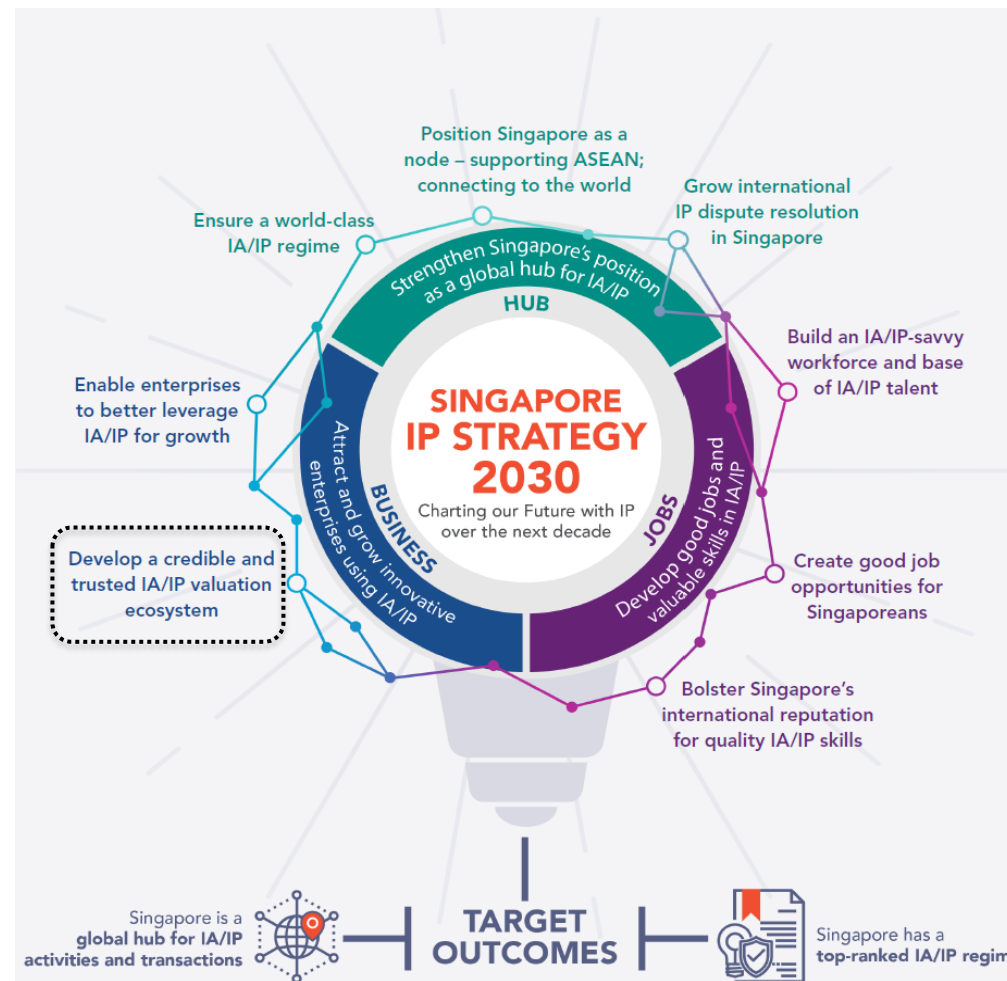 Position Singapore as a
node – supporting ASEAN;
connecting to the world
Grow international
IP dispute resolution
in Singapore
Ensure a world-class
IA/IP regime
Strengthen Singapore's position
as a global hub for IA/IP
HUB
Build an IA/IP-savvy
workforce and base
of IA/IP talent
Enable enterprises
to better leverage
IA/IP for growth
SINGAPORE
IP STRATEGY
2030
Charting our Future with IP
over the next decade
Attract and grow innovative
enterprises using IA/IP
BUSINESS
JOBS
Develop good jobs and
valuable skills in IA/IP
Develop a credible and
trusted IA/IP valuation
ecosystem
Create good job
opportunities for
Singaporeans
Bolster Singapore's
international reputation
for quality IA/IP skills
TARGET
OUTCOMES
Singapore is a
global hub for IA/IP
activities and transactions
Singapore has a
top-ranked IA/IP regim